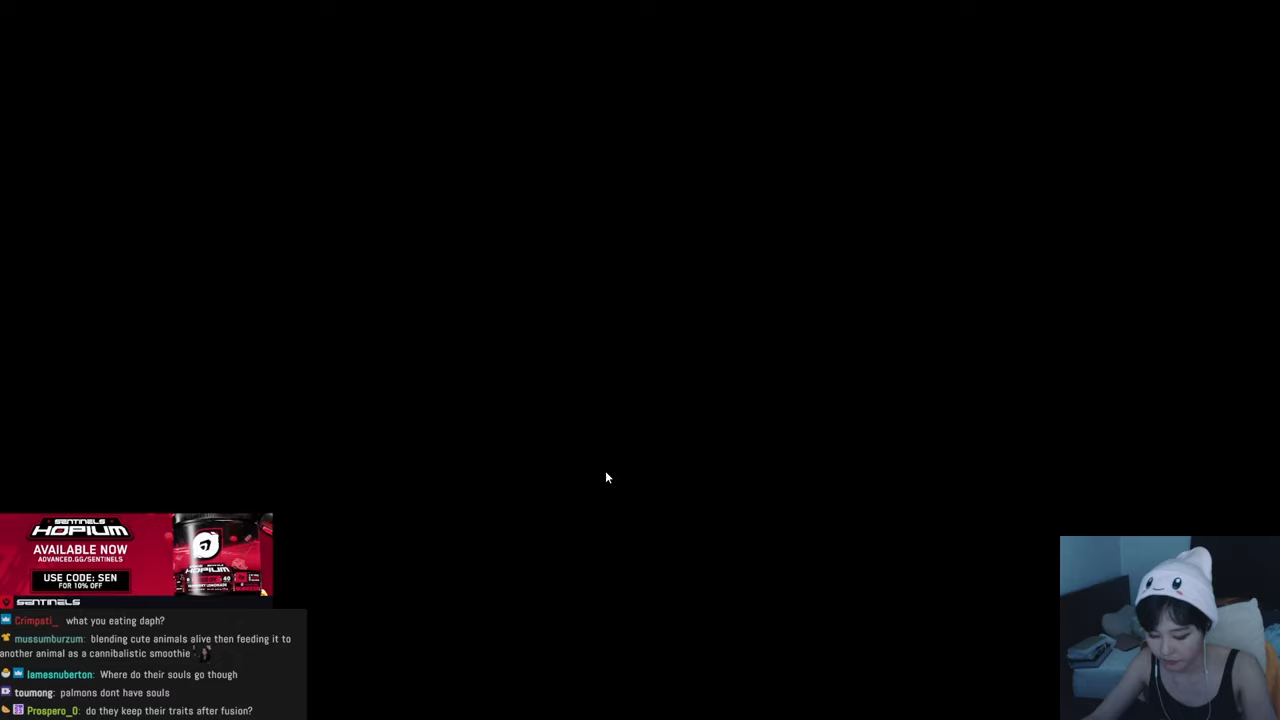 SENTINELS
HOPIUM
AVAILABLE NOW
ADVANCED.GG/SENTINELS
USE CODE: SEN
FOR 10% OFF
SENTINELS
Crimpati_ what you eating daph?
mussumburzum: blending cute animals alive then feeding it to
another animal as a cannibalistic smoothie
Iamesnuberton: Where do their souls go though
toumong: palmons dont have souls
Prospero_0: do they keep their traits after fusion?